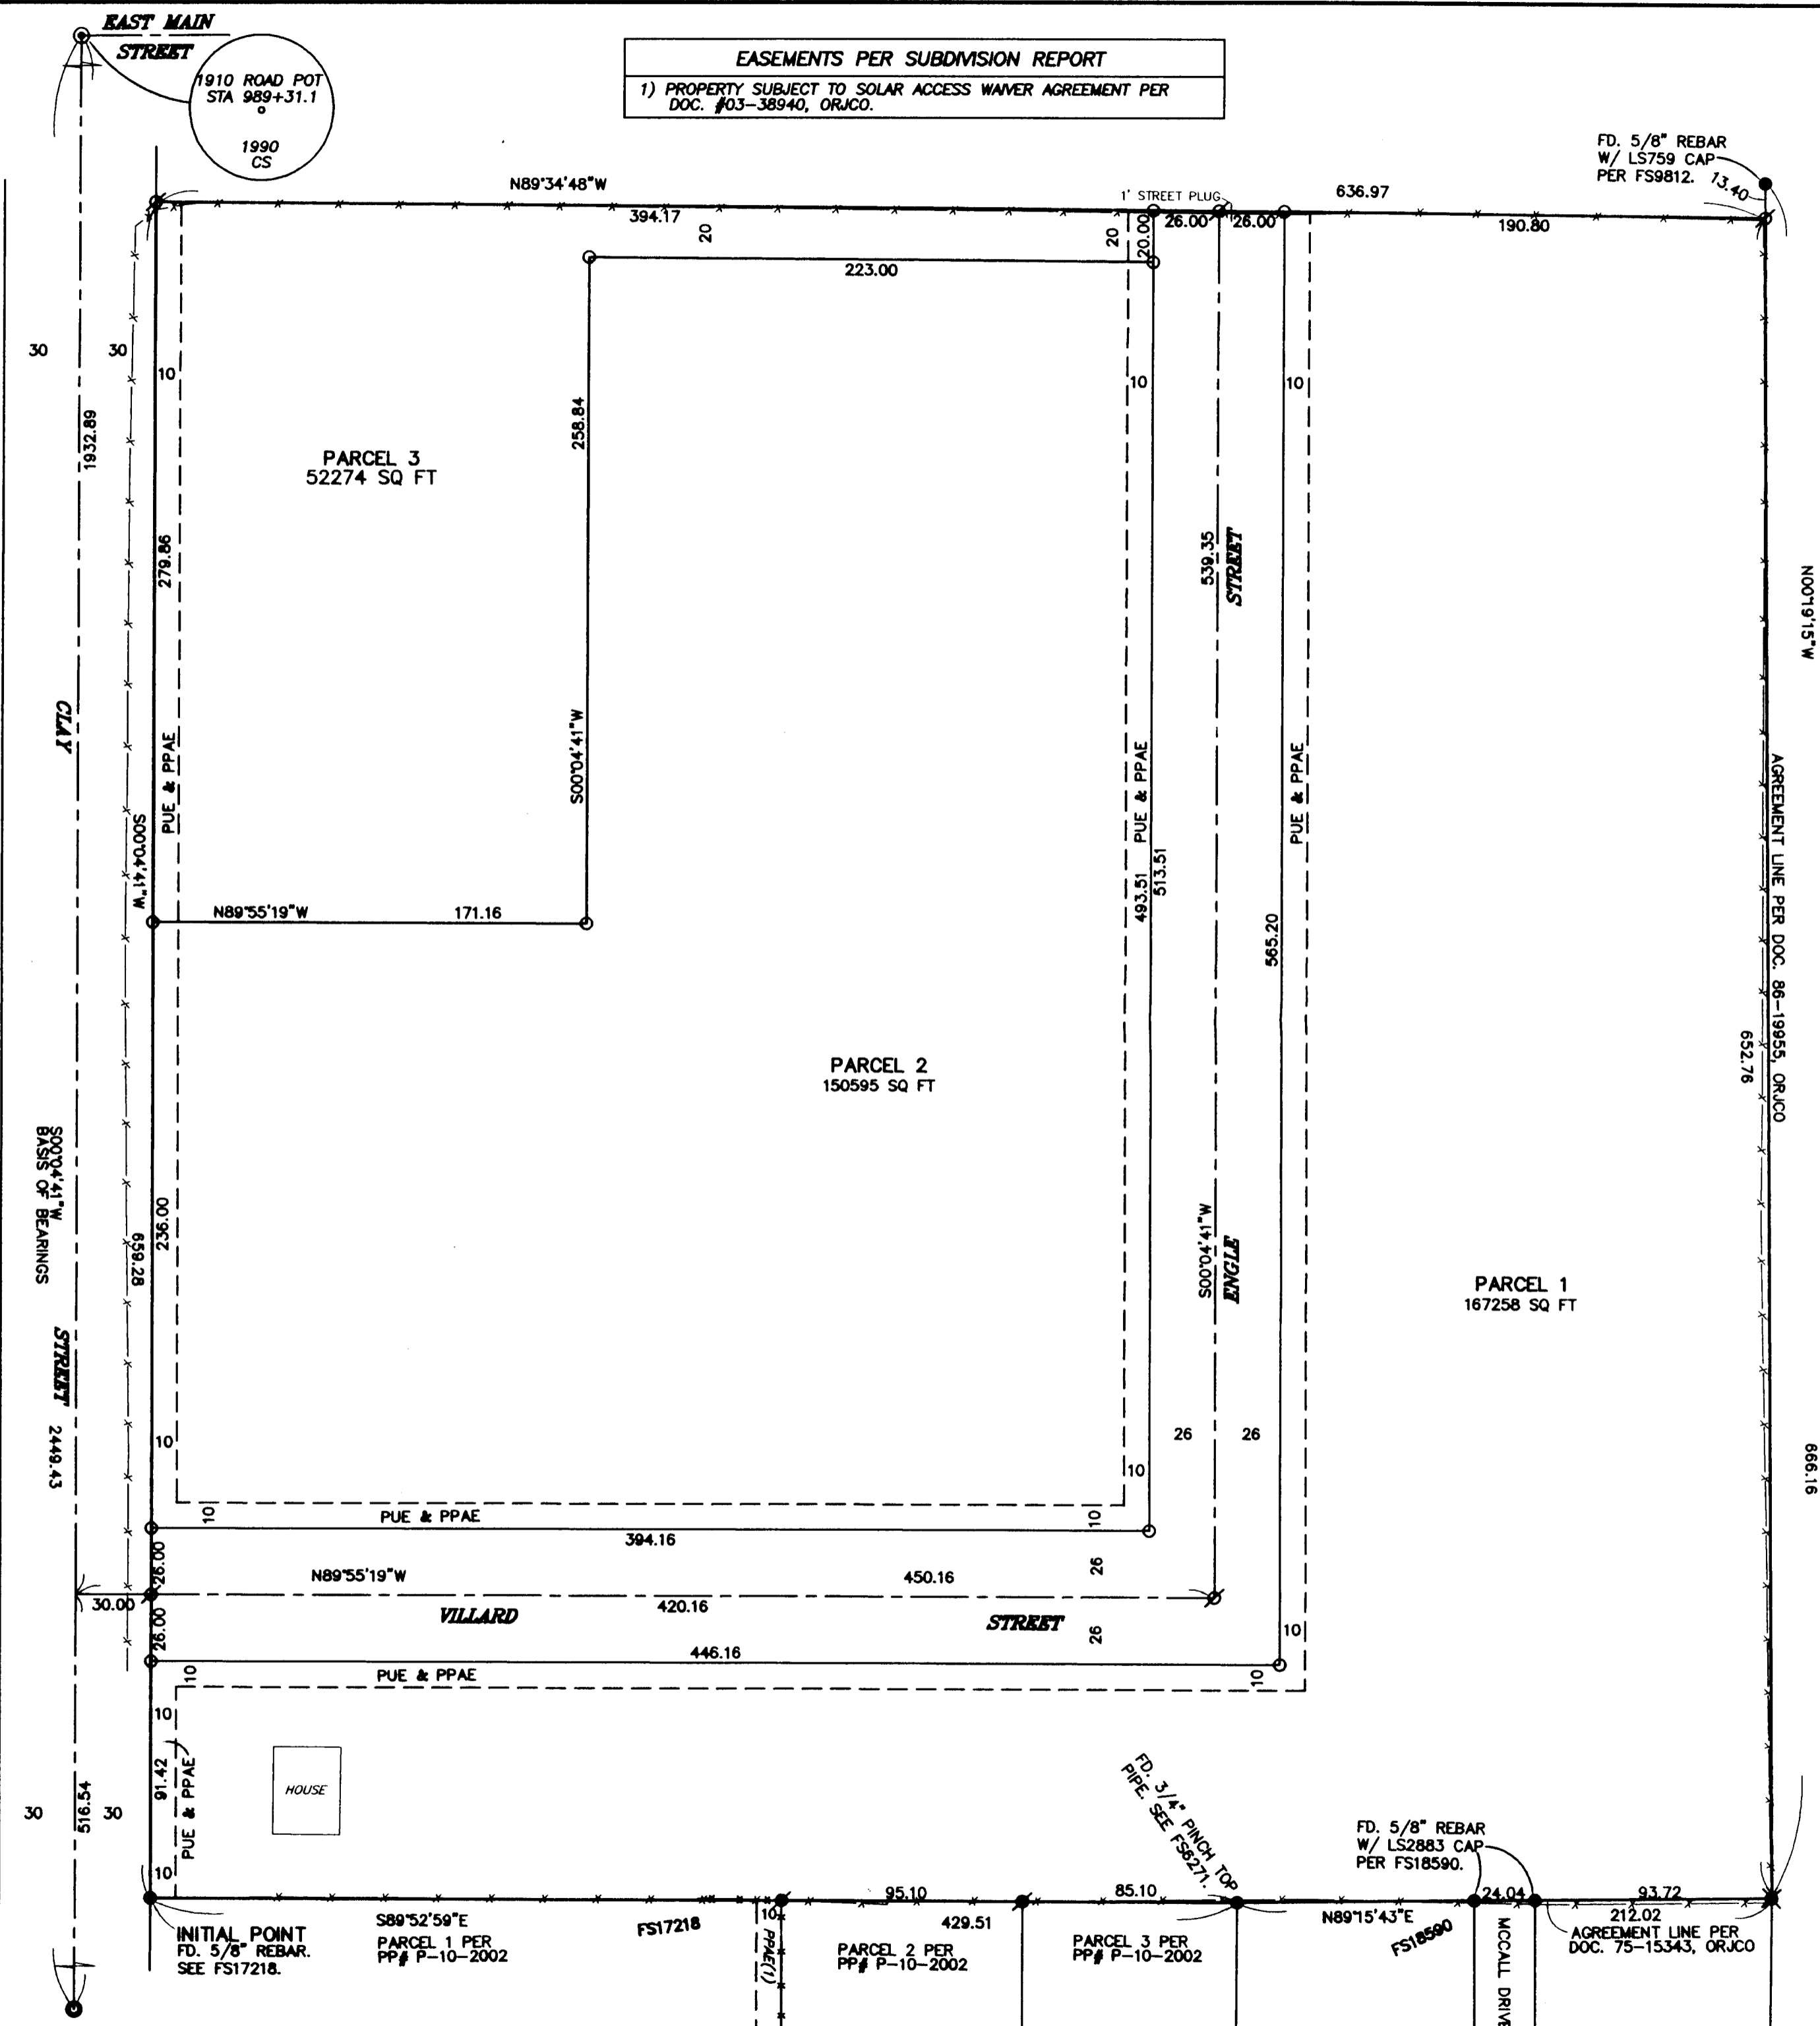 EAST MAIN
STREET
1910 ROAD POT
STA 989+31.1
1990
CS
EASEMENTS PER SUBDIVISION REPORT
1) PROPERTY SUBJECT TO SOLAR ACCESS WAIVER AGREEMENT PER
DOC. #03-38940, ORJCO.
FD. 5/8" REBAR
W/ LS759 CAP
PER FS9812.
13.40
N89°34'48"W
394.17
1' STREET PLUG
636.97
26.00
26.00
190.80
20
20
20.00
223.00
30
30
10
10
10
1932.89
258.84
PARCEL 3
52274 SQ FT
279.86
539.35
STREET
N00°19'15"W
CLAY
S00°04'41"W
PUE & PPAE
PUE & PPAE
PUE & PPAE
AGREEMENT LINE PER DOC. 86-19955, ORJCO
S00°04'41"W
493.51
513.51
565.20
N89°55'19"W
171.16
652.76
PARCEL 2
150595 SQ FT
S00°04'41"W
BASIS OF BEARINGS
236.00
659.28
S00°04'41"W
ENGLE
PARCEL 1
167258 SQ FT
STREET
2449.43
10
26
26
10
666.16
10
PUE & PPAE
10
394.16
26.00
N89°55'19"W
450.16
26
30.00
VILLARD
420.16
STREET
26.00
26
10
446.16
10
PUE & PPAE
10
10
91.42
PUE & PPAE
HOUSE
30
516.54
30
FD. 3/4" PINCH TOP
PIPE. SEE FS6271.
FD. 5/8" REBAR
W/ LS2883 CAP
PER FS18590.
10
95.10
85.10
24.04
93.72
INITIAL POINT
FD. 5/8" REBAR.
SEE FS17218.
S89°52'59"E
PARCEL 1 PER
PP# P-10-2002
FS17218
10
PPAE(1)
429.51
PARCEL 2 PER
PP# P-10-2002
PARCEL 3 PER
PP# P-10-2002
N89°15'43"E
FS18590
MCCALL DRIVE
212.02
AGREEMENT LINE PER
DOC. 75-15343, ORJCO